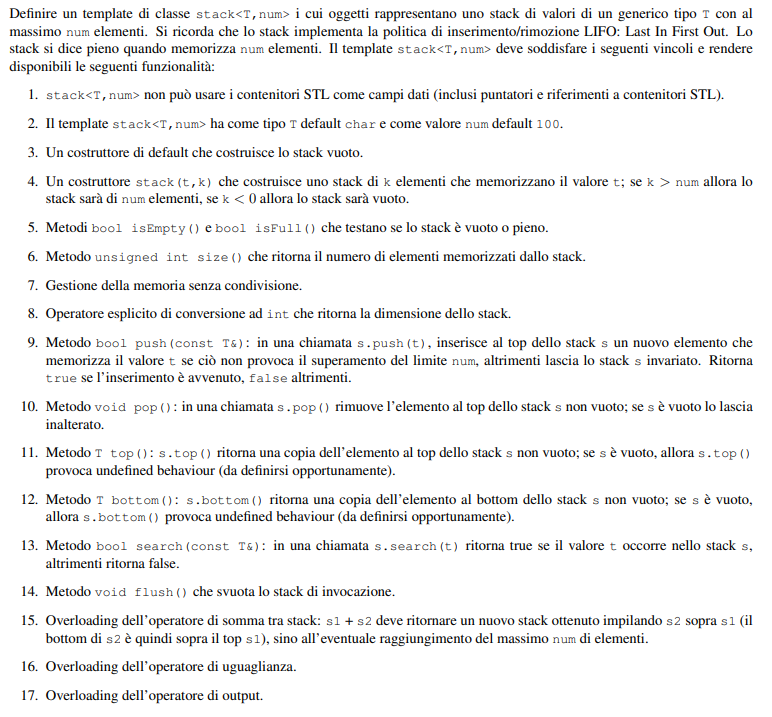 Definire un template di classe stack<T,num> i cui oggetti rappresentano uno stack di valori di un generico tipo T con al
massimo num elementi. Si ricorda che lo stack implementa la politica di inserimento/rimozione LIFO: Last In First Out. Lo
stack si dice pieno quando memorizza num elementi. Il template stack<T,num> deve soddisfare i seguenti vincoli e rendere
disponibili le seguenti funzionalità:
1. stack<T,num> non può usare i contenitori STL come campi dati (inclusi puntatori e riferimenti a contenitori STL).
2. Il template stack<T,num> ha come tipo T default char e come valore num default 100.
3. Un costruttore di default che costruisce lo stack vuoto.
4. Un costruttore stack(t,k) che costruisce uno stack di k elementi che memorizzano il valore t; se k > num allora lo
stack sarà di num elementi, se k < 0 allora lo stack sarà vuoto.
5. Metodi bool isEmpty() e bool isFull() che testano se lo stack è vuoto o pieno.
6. Metodo unsigned int size() che ritorna il numero di elementi memorizzati dallo stack.
7. Gestione della memoria senza condivisione.
8. Operatore esplicito di conversione ad int che ritorna la dimensione dello stack.
9. Metodo bool push(const T&): in una chiamata s.push(t), inserisce al top dello stack s un nuovo elemento che
memorizza il valore t se ciò non provoca il superamento del limite num, altrimenti lascia lo stack s invariato. Ritorna
true se l'inserimento è avvenuto, false altrimenti.
10. Metodo void pop(): in una chiamata s.pop() rimuove l'elemento al top dello stack s non vuoto; se s è vuoto lo lascia
inalterato.
11. Metodo T top(): s.top() ritorna una copia dell'elemento al top dello stack s non vuoto; se s è vuoto, allora s.top()
provoca undefined behaviour (da definirsi opportunamente).
12. Metodo T bottom(): s.bottom() ritorna una copia dell'elemento al bottom dello stack s non vuoto; se s è vuoto,
allora s.bottom() provoca undefined behaviour (da definirsi opportunamente).
13. Metodo bool search(const T&): in una chiamata s.search(t) ritorna true se il valore t occorre nello stack s,
altrimenti ritorna false.
14. Metodo void flush() che svuota lo stack di invocazione.
15. Overloading dell'operatore di somma tra stack: s1 + s2 deve ritornare un nuovo stack ottenuto impilando s2 sopra s1 (il
bottom di s2 è quindi sopra il top s1), sino all'eventuale raggiungimento del massimo num di elementi.
16. Overloading dell'operatore di uguaglianza.
17. Overloading dell'operatore di output.